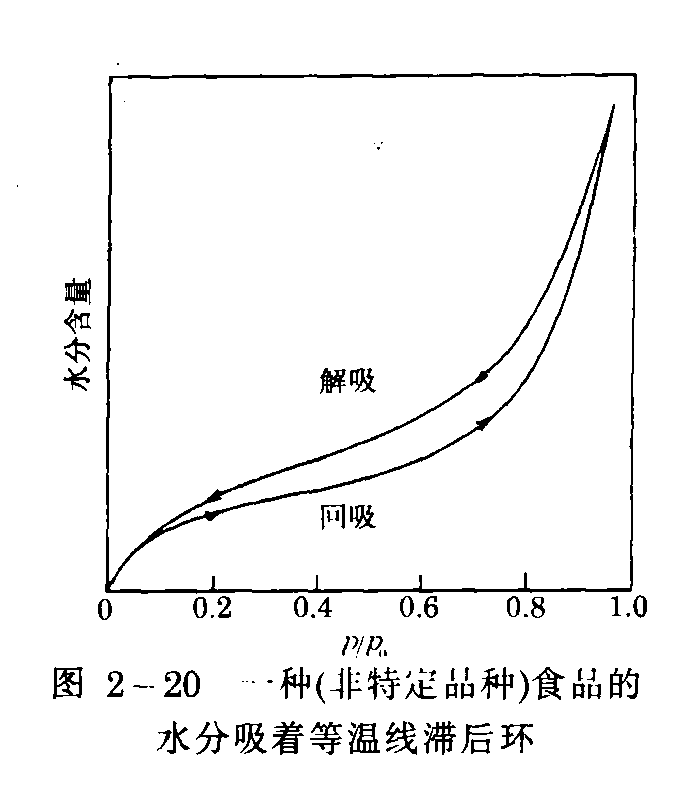 水分含量
解吸
回吸
0 0.2 0.4 0.6 0.8 1.0
p/p₀
图 2-20 一种(非特定品种)食品的
水分吸着等温线滞后环